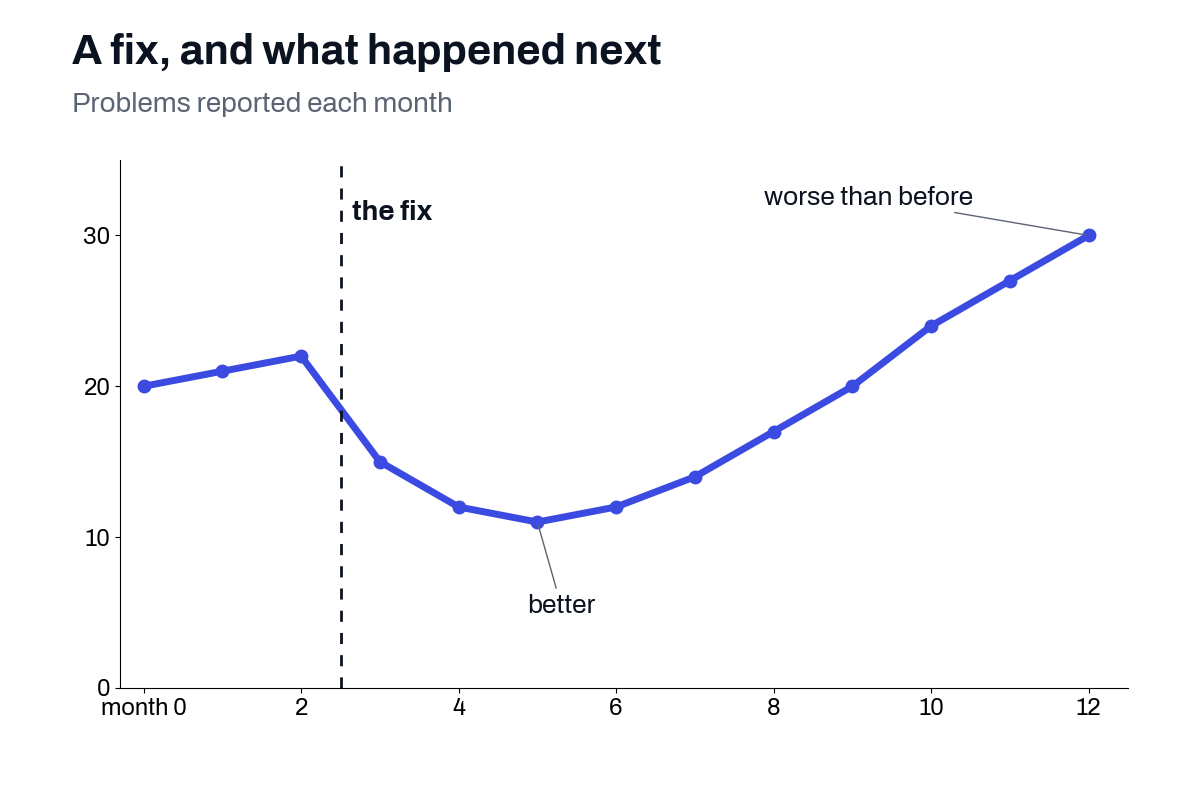 A fix, and what happened next
Problems reported each month
the fix
worse than before
30
20
10
better
0
month 0 2 4 6 8 10 12